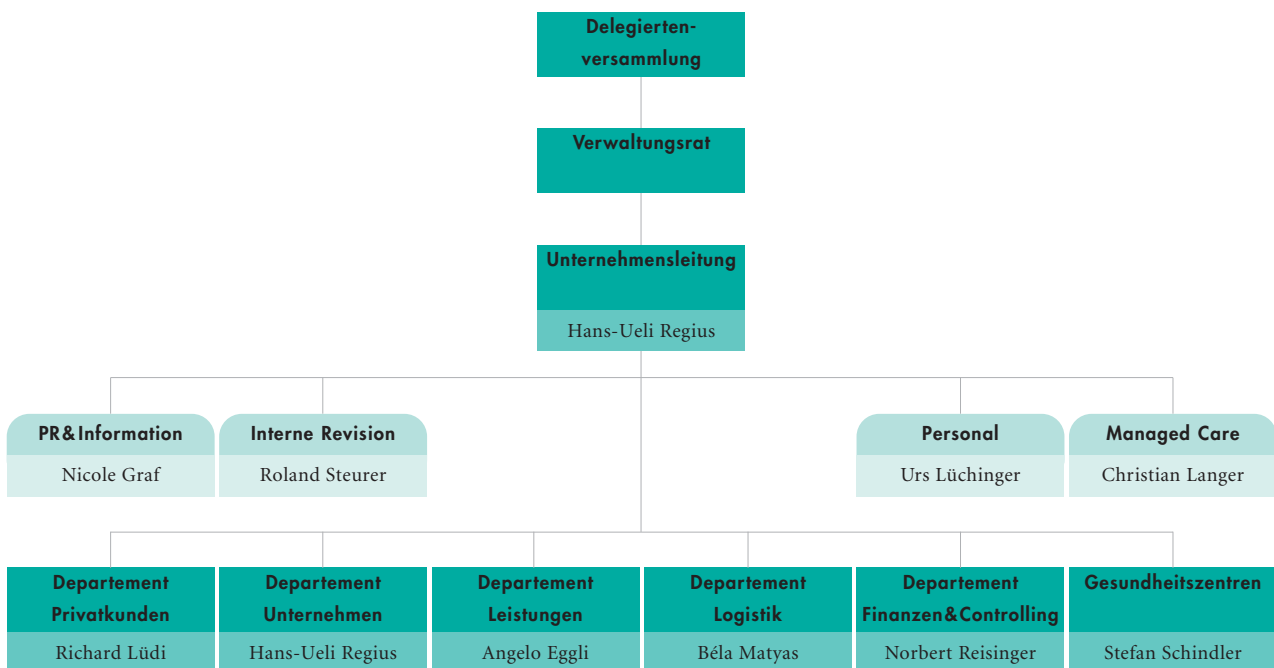 Delegierten-
versammlung
Verwaltungsrat
Unternehmensleitung
Hans-Ueli Regius
PR&Information
Nicole Graf
Interne Revision
Roland Steurer
Personal
Urs Lüchinger
Managed Care
Christian Langer
Departement
Privatkunden
Richard Lüdi
Departement
Unternehmen
Hans-Ueli Regius
Departement
Leistungen
Angelo Eggli
Departement
Logistik
Béla Matyas
Departement
Finanzen&Controlling
Norbert Reisinger
Gesundheitszentren
Stefan Schindler